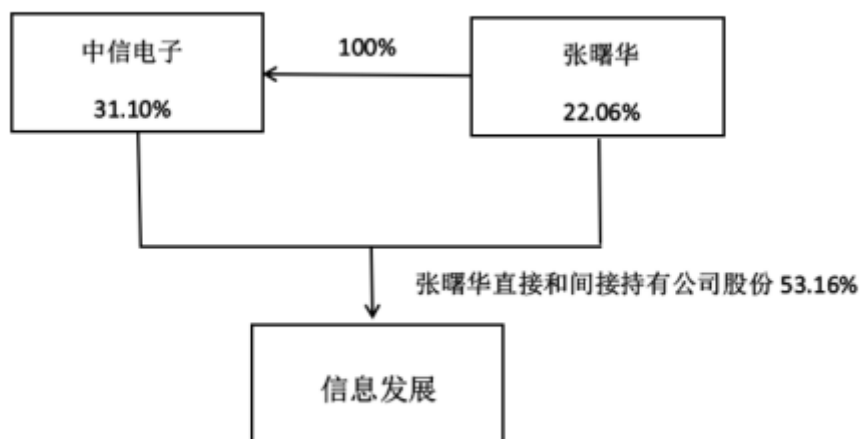 中信电子
31.10%
100%
张曙华
22.06%
张曙华直接和间接持有公司股份 53.16%
信息发展